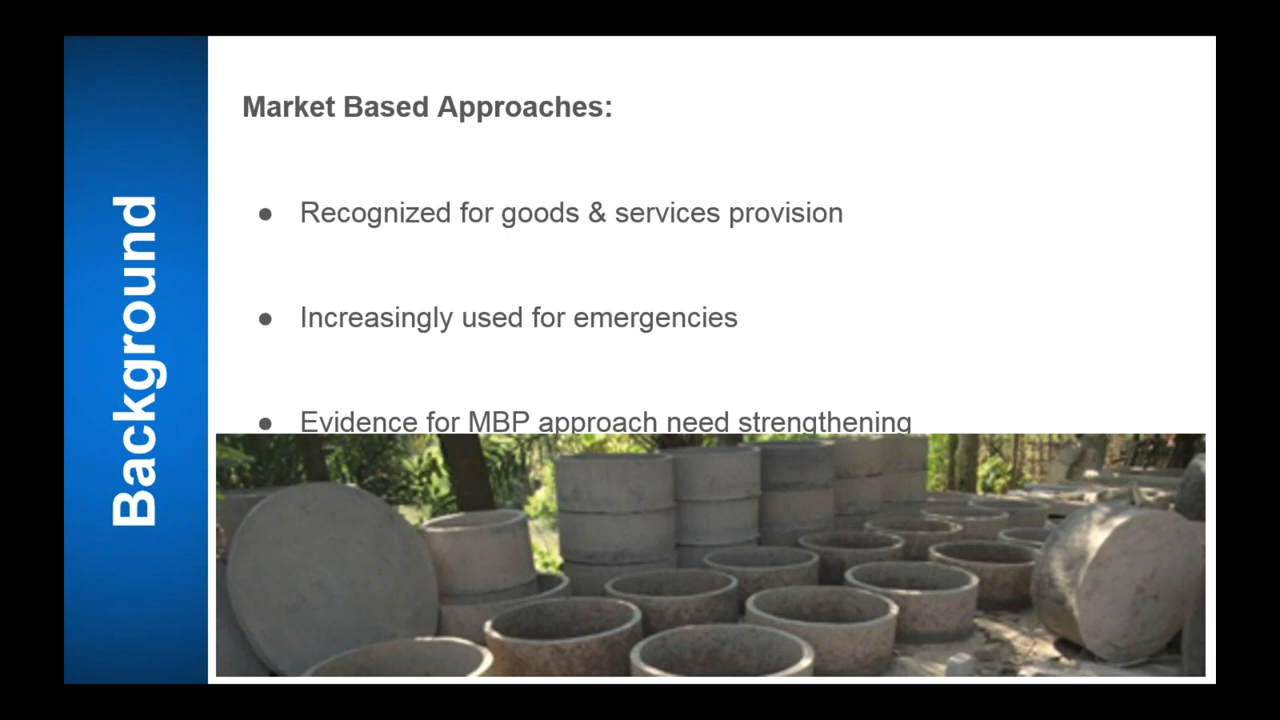 Background
Market Based Approaches:
● Recognized for goods & services provision
● Increasingly used for emergencies
● Evidence for MBP approach need strengthening